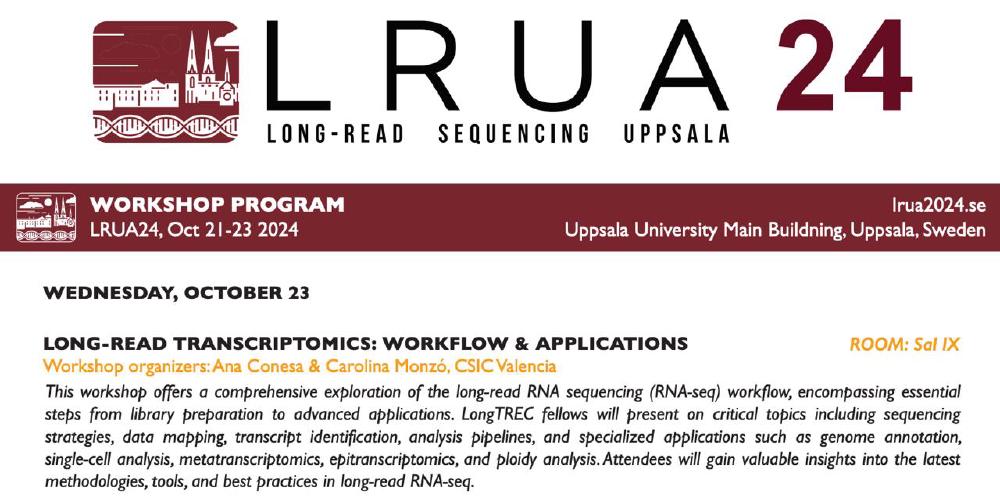 LRUA 24
LONG-READ SEQUENCING UPPSALA
WORKSHOP PROGRAM
lrua2024.se
LRUA24, Oct 21-23 2024
Uppsala University Main Buildning, Uppsala, Sweden
WEDNESDAY, OCTOBER 23
LONG-READ TRANSCRIPTOMICS: WORKFLOW & APPLICATIONS
ROOM: Sal IX
Workshop organizers: Ana Conesa & Carolina Monzó, CSIC Valencia
This workshop offers a comprehensive exploration of the long-read RNA sequencing (RNA-seq) workflow, encompassing essential
steps from library preparation to advanced applications. LongTREC fellows will present on critical topics including sequencing
strategies, data mapping, transcript identification, analysis pipelines, and specialized applications such as genome annotation,
single-cell analysis, metatranscriptomics, epitranscriptomics, and ploidy analysis. Attendees will gain valuable insights into the latest
methodologies, tools, and best practices in long-read RNA-seq.